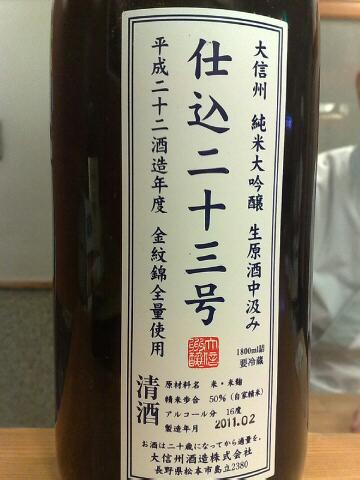 大信州 純米大吟醸 生原酒中汲み
仕込二十三号
平成二十二酒造年度 金紋錦全量使用
1800ml詰
要冷蔵
清酒
原材料名 米・米麹
精米歩合 50%（自家精米）
アルコール分 16度
製造年月 2011.02
お酒は二十歳になってから適量を。
大信州酒造株式会社
長野県松本市島立2380